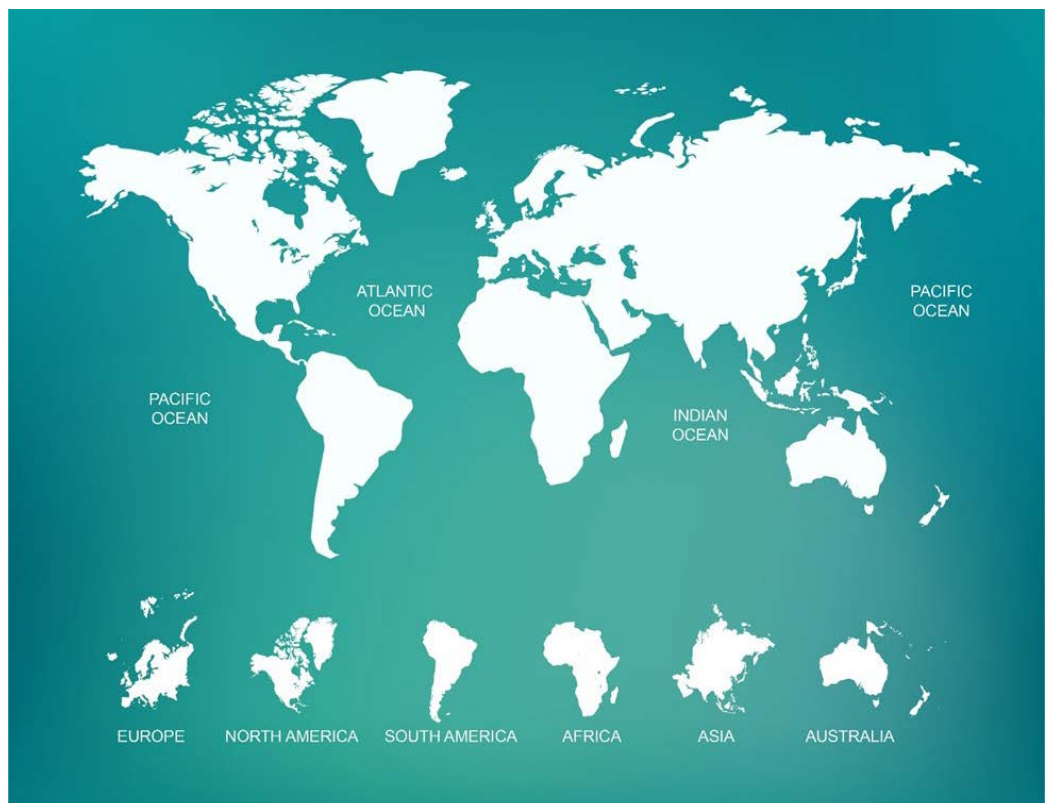 ATLANTIC
OCEAN
PACIFIC
OCEAN
PACIFIC
OCEAN
INDIAN
OCEAN
EUROPE
NORTH AMERICA
SOUTH AMERICA
AFRICA
ASIA
AUSTRALIA